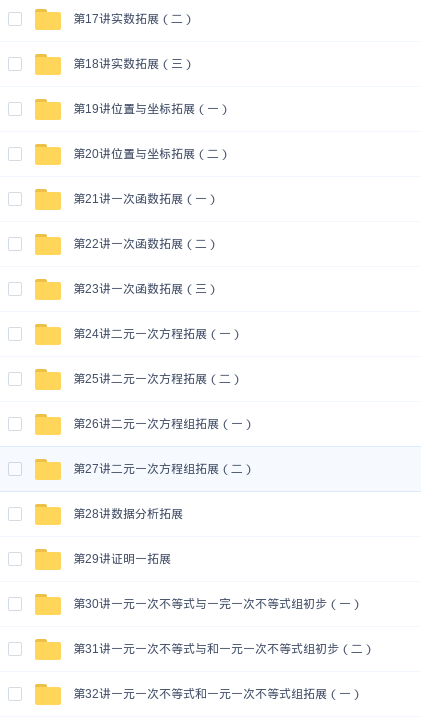 第17讲实数拓展（二）
第18讲实数拓展（三）
第19讲位置与坐标拓展（一）
第20讲位置与坐标拓展（二）
第21讲一次函数拓展（一）
第22讲一次函数拓展（二）
第23讲一次函数拓展（三）
第24讲二元一次方程拓展（一）
第25讲二元一次方程拓展（二）
第26讲二元一次方程组拓展（一）
第27讲二元一次方程组拓展（二）
第28讲数据分析拓展
第29讲证明一拓展
第30讲一元一次不等式与一完一次不等式组初步（一）
第31讲一元一次不等式与和一元一次不等式组初步（二）
第32讲一元一次不等式和一元一次不等式组拓展（一）